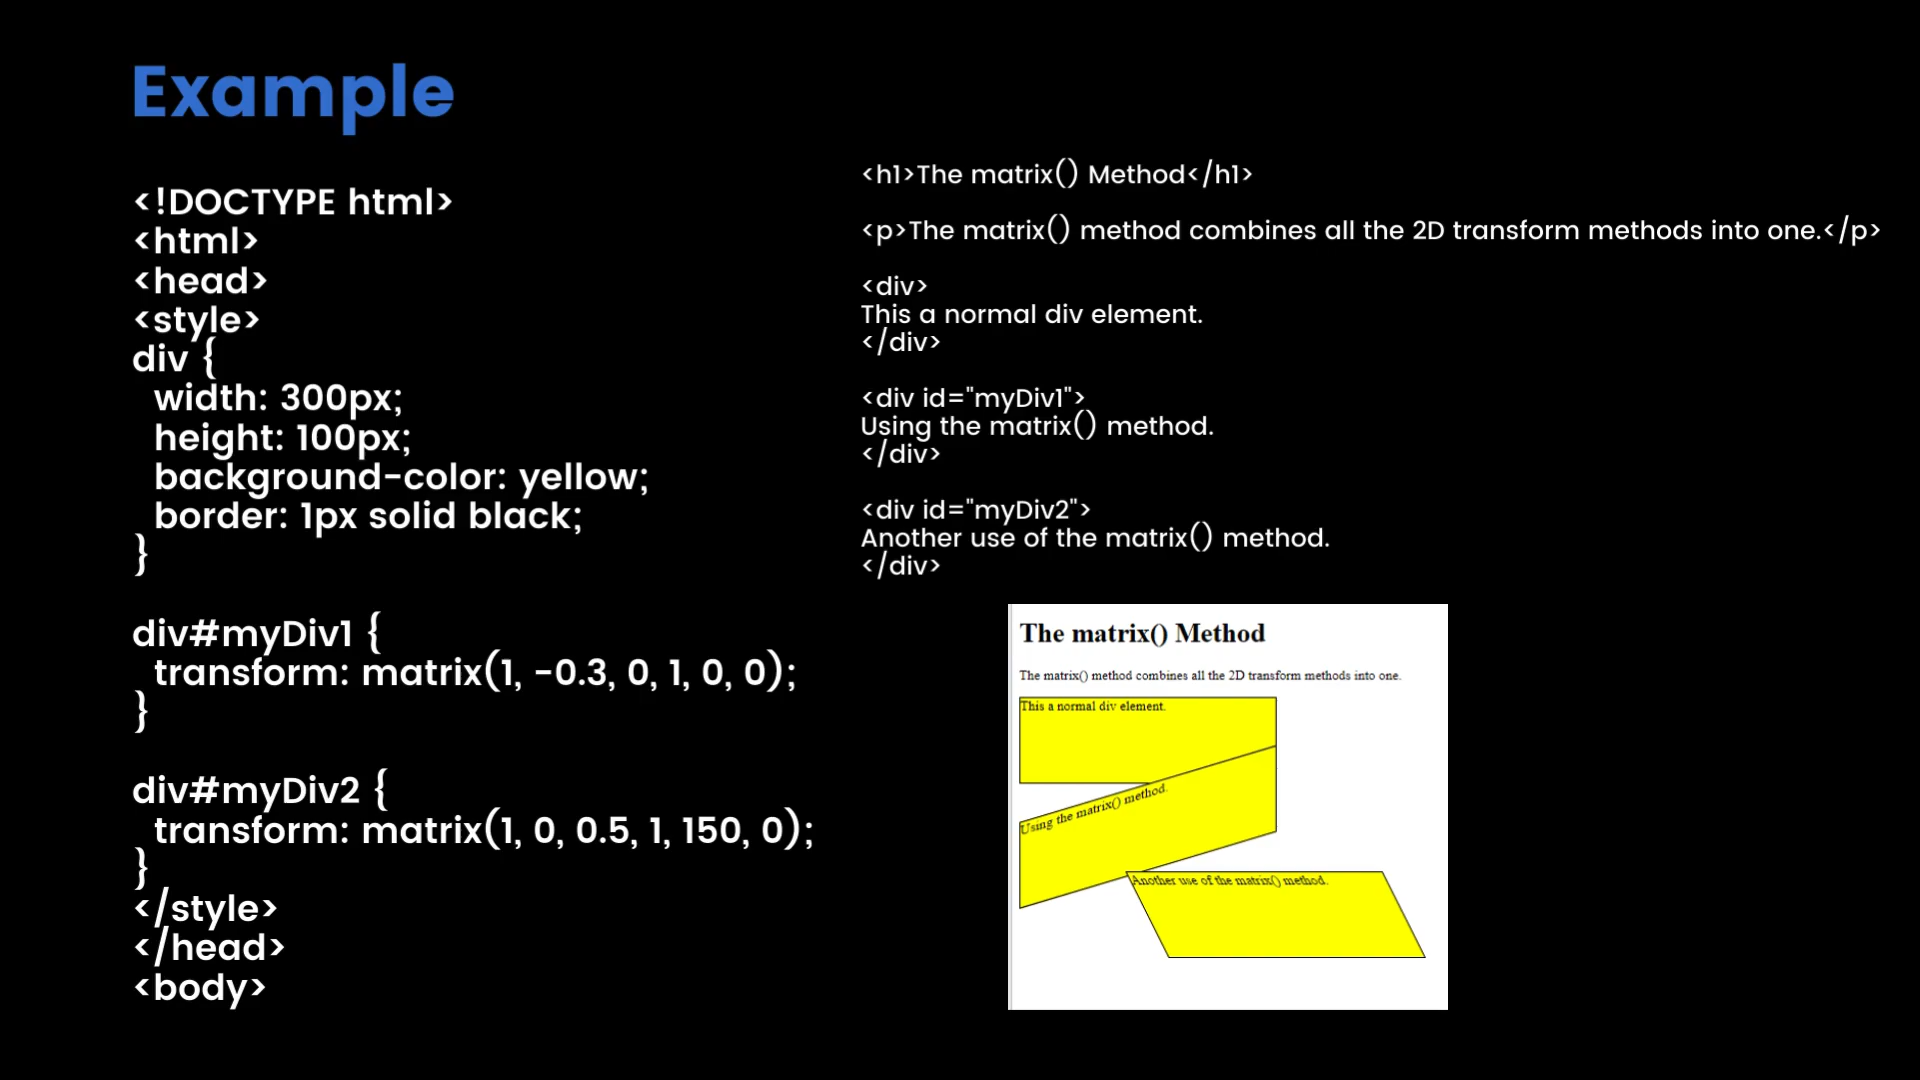 Example
<!DOCTYPE html>
<html>
<head>
<style>
div {
  width: 300px;
  height: 100px;
  background-color: yellow;
  border: 1px solid black;
}
div#myDiv1 {
  transform: matrix(1, -0.3, 0, 1, 0, 0);
}
div#myDiv2 {
  transform: matrix(1, 0, 0.5, 1, 150, 0);
}
</style>
</head>
<body>
<h1>The matrix() Method</h1>
<p>The matrix() method combines all the 2D transform methods into one.</p>
<div>
This a normal div element.
</div>
<div id="myDiv1">
Using the matrix() method.
</div>
<div id="myDiv2">
Another use of the matrix() method.
</div>
The matrix() Method
The matrix() method combines all the 2D transform methods into one.
This a normal div element.
Using the matrix() method.
Another use of the matrix() method.